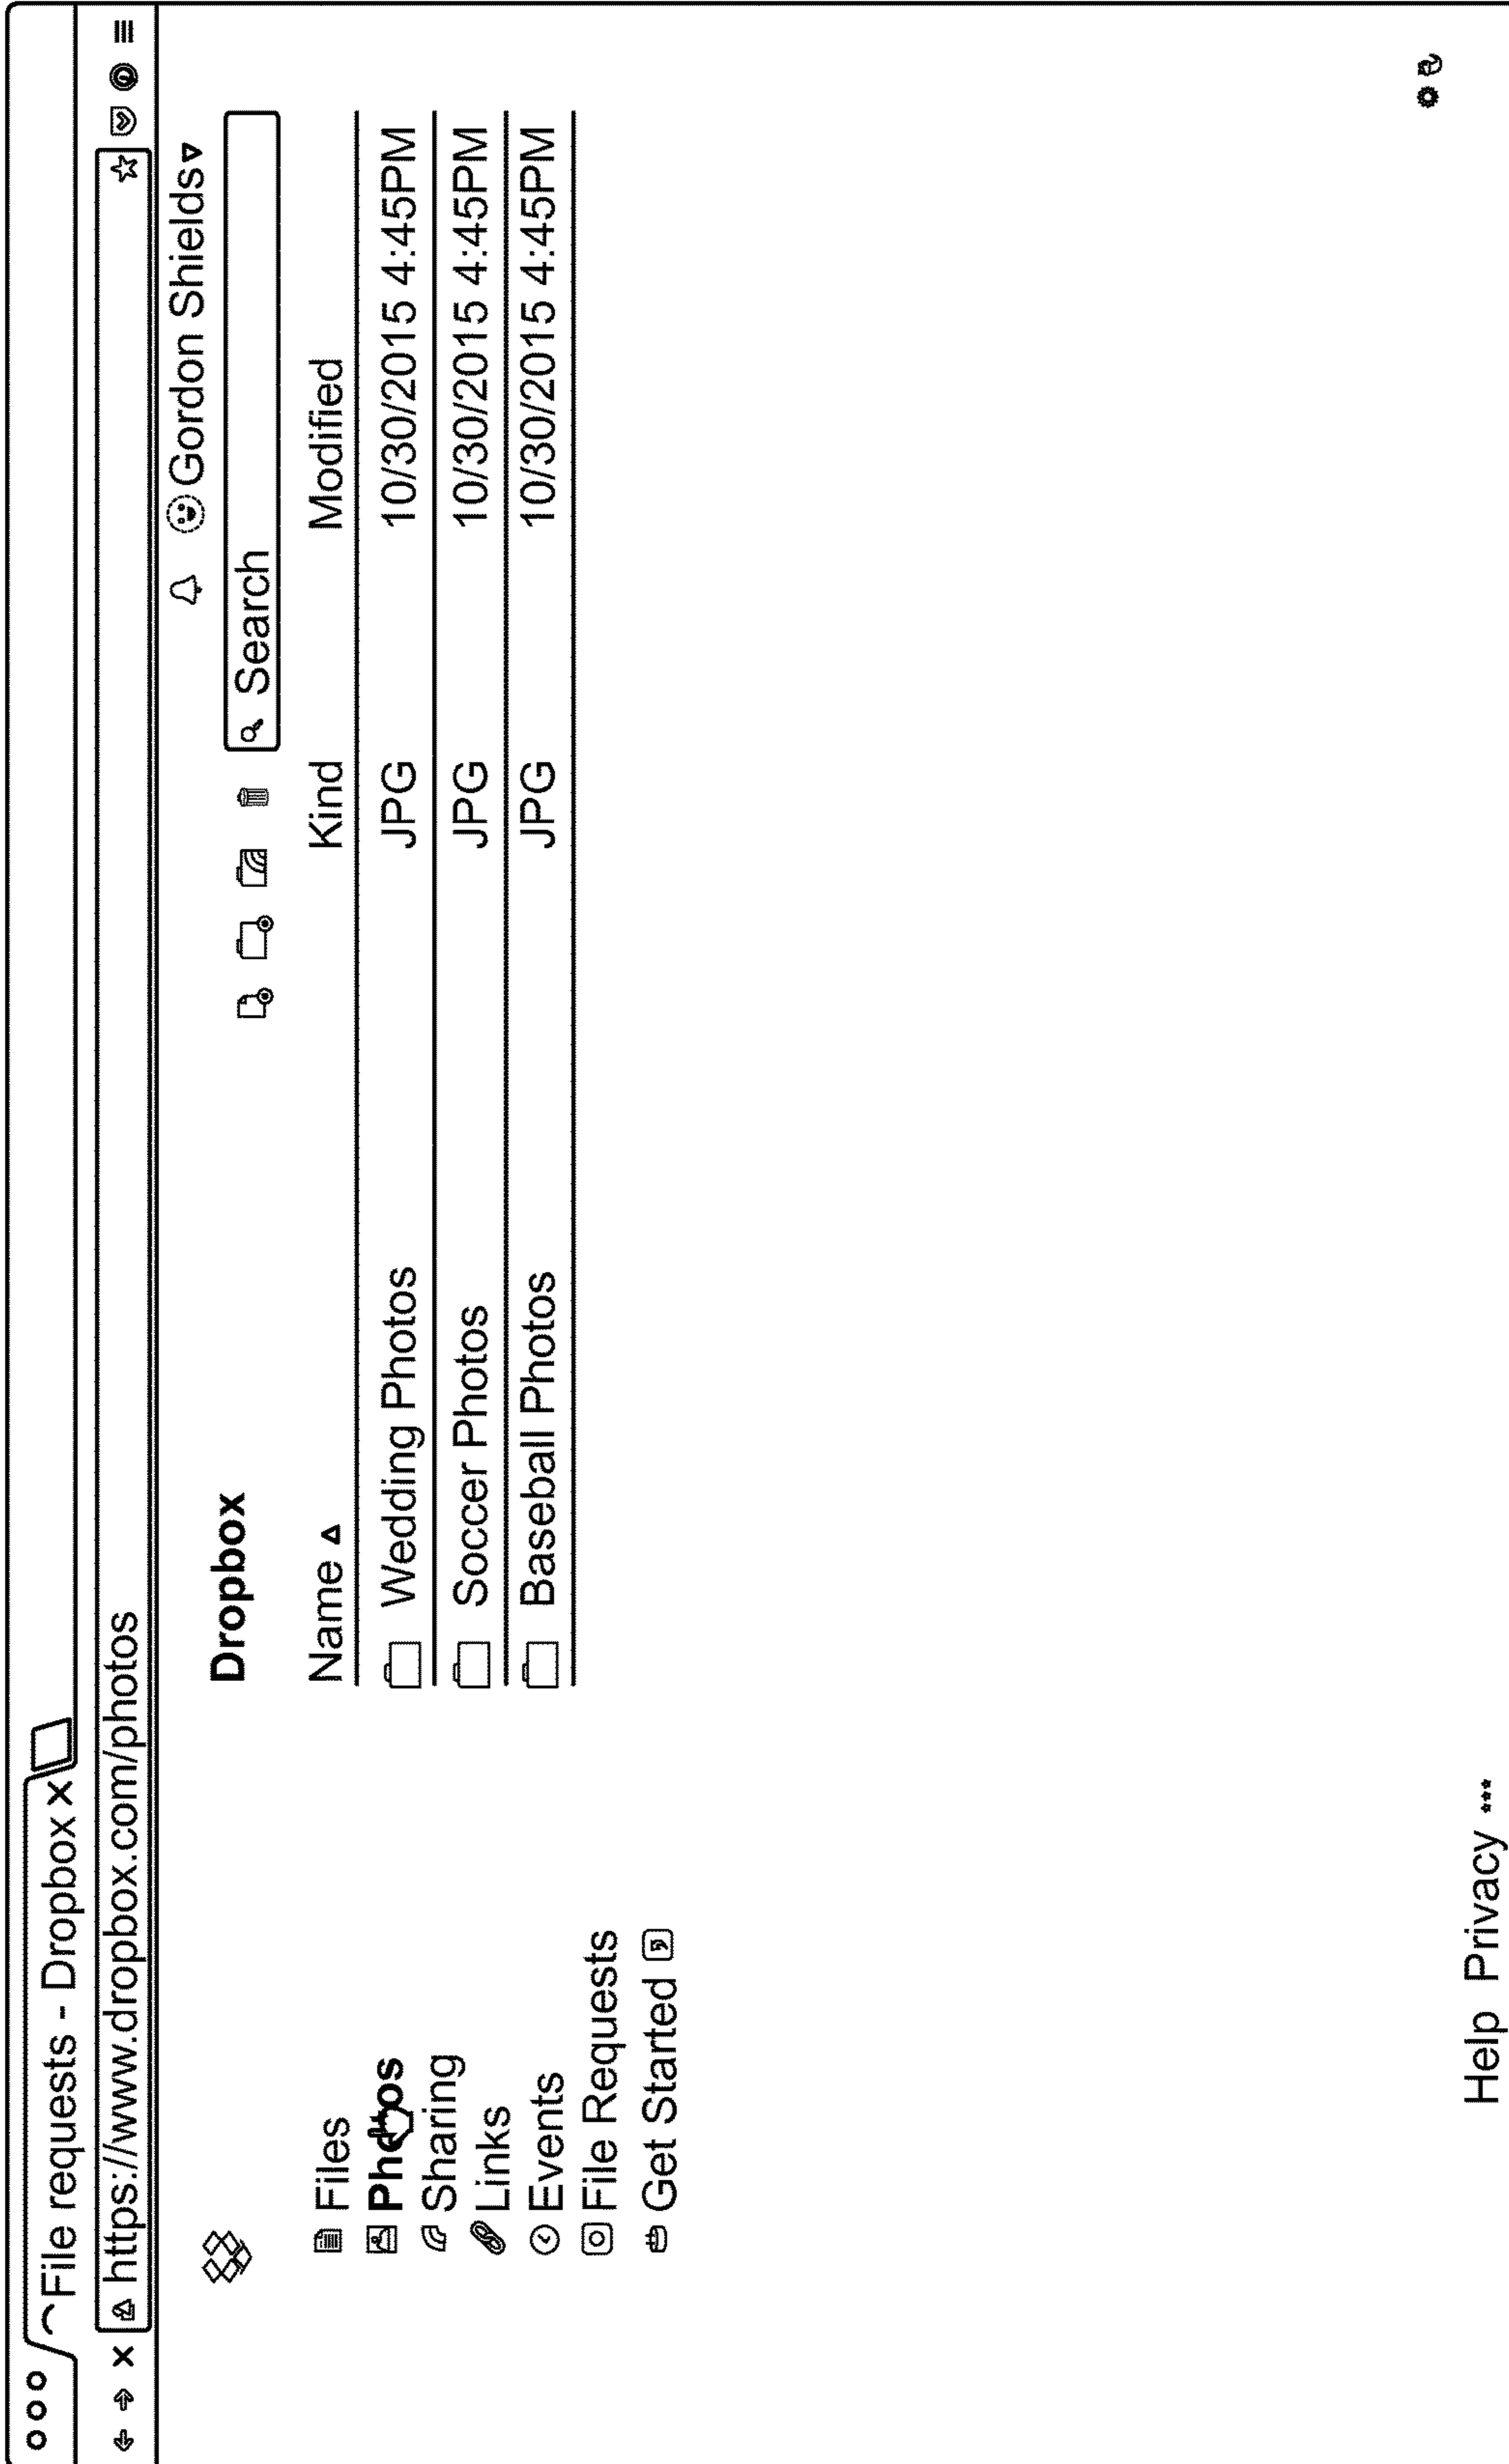 File requests - Dropbox
https://www.dropbox.com/photos
Gordon Shields
Dropbox
Search
Name Kind Modified
Wedding Photos JPG 10/30/2015 4:45PM
Soccer Photos JPG 10/30/2015 4:45PM
Baseball Photos JPG 10/30/2015 4:45PM
Files
Photos
Sharing
Links
Events
File Requests
Get Started
Help Privacy